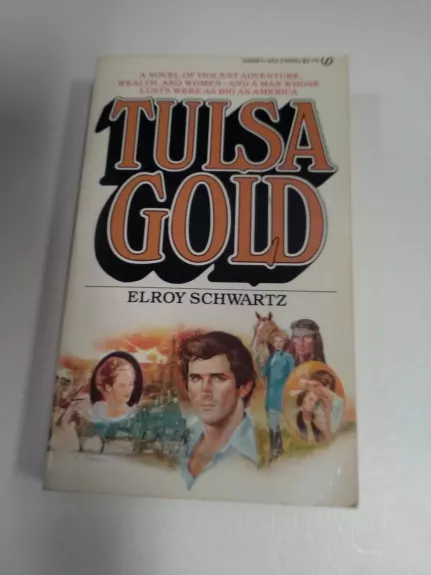 A NOVEL OF VIOLENT ADVENTURE,
WEALTH, AND WOMEN—AND A MAN WHOSE
LUSTS WERE AS BIG AS AMERICA
TULSA
GOLD
ELROY SCHWARTZ